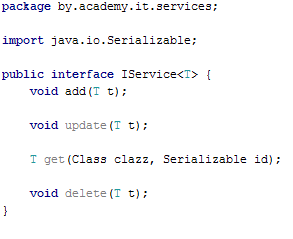 package by.academy.it.services;
import java.io.Serializable;
public interface IService<T> {
void add(T t);
void update(T t);
T get(Class clazz, Serializable id);
void delete(T t);
}